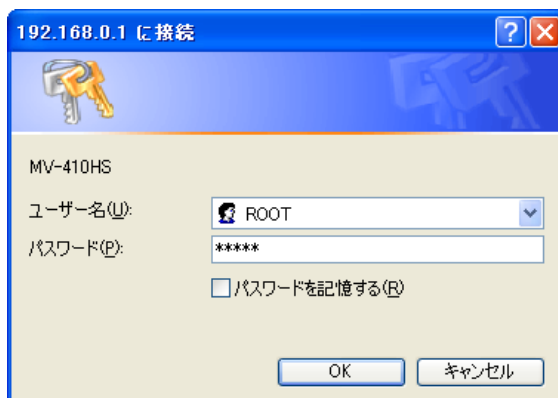 192.168.0.1 に接続
MV-410HS
ユーザー名(U):
ROOT
パスワード(P):
*****
パスワードを記憶する(R)
OK
キャンセル